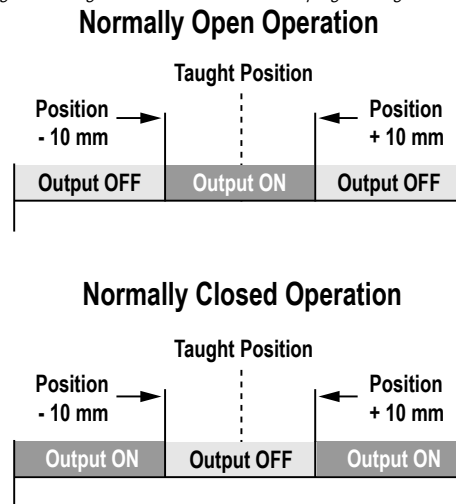 Normally Open Operation
Taught Position
Position
- 10 mm
Position
+ 10 mm
Output OFF
Output ON
Output OFF
Normally Closed Operation
Taught Position
Position
- 10 mm
Position
+ 10 mm
Output ON
Output OFF
Output ON